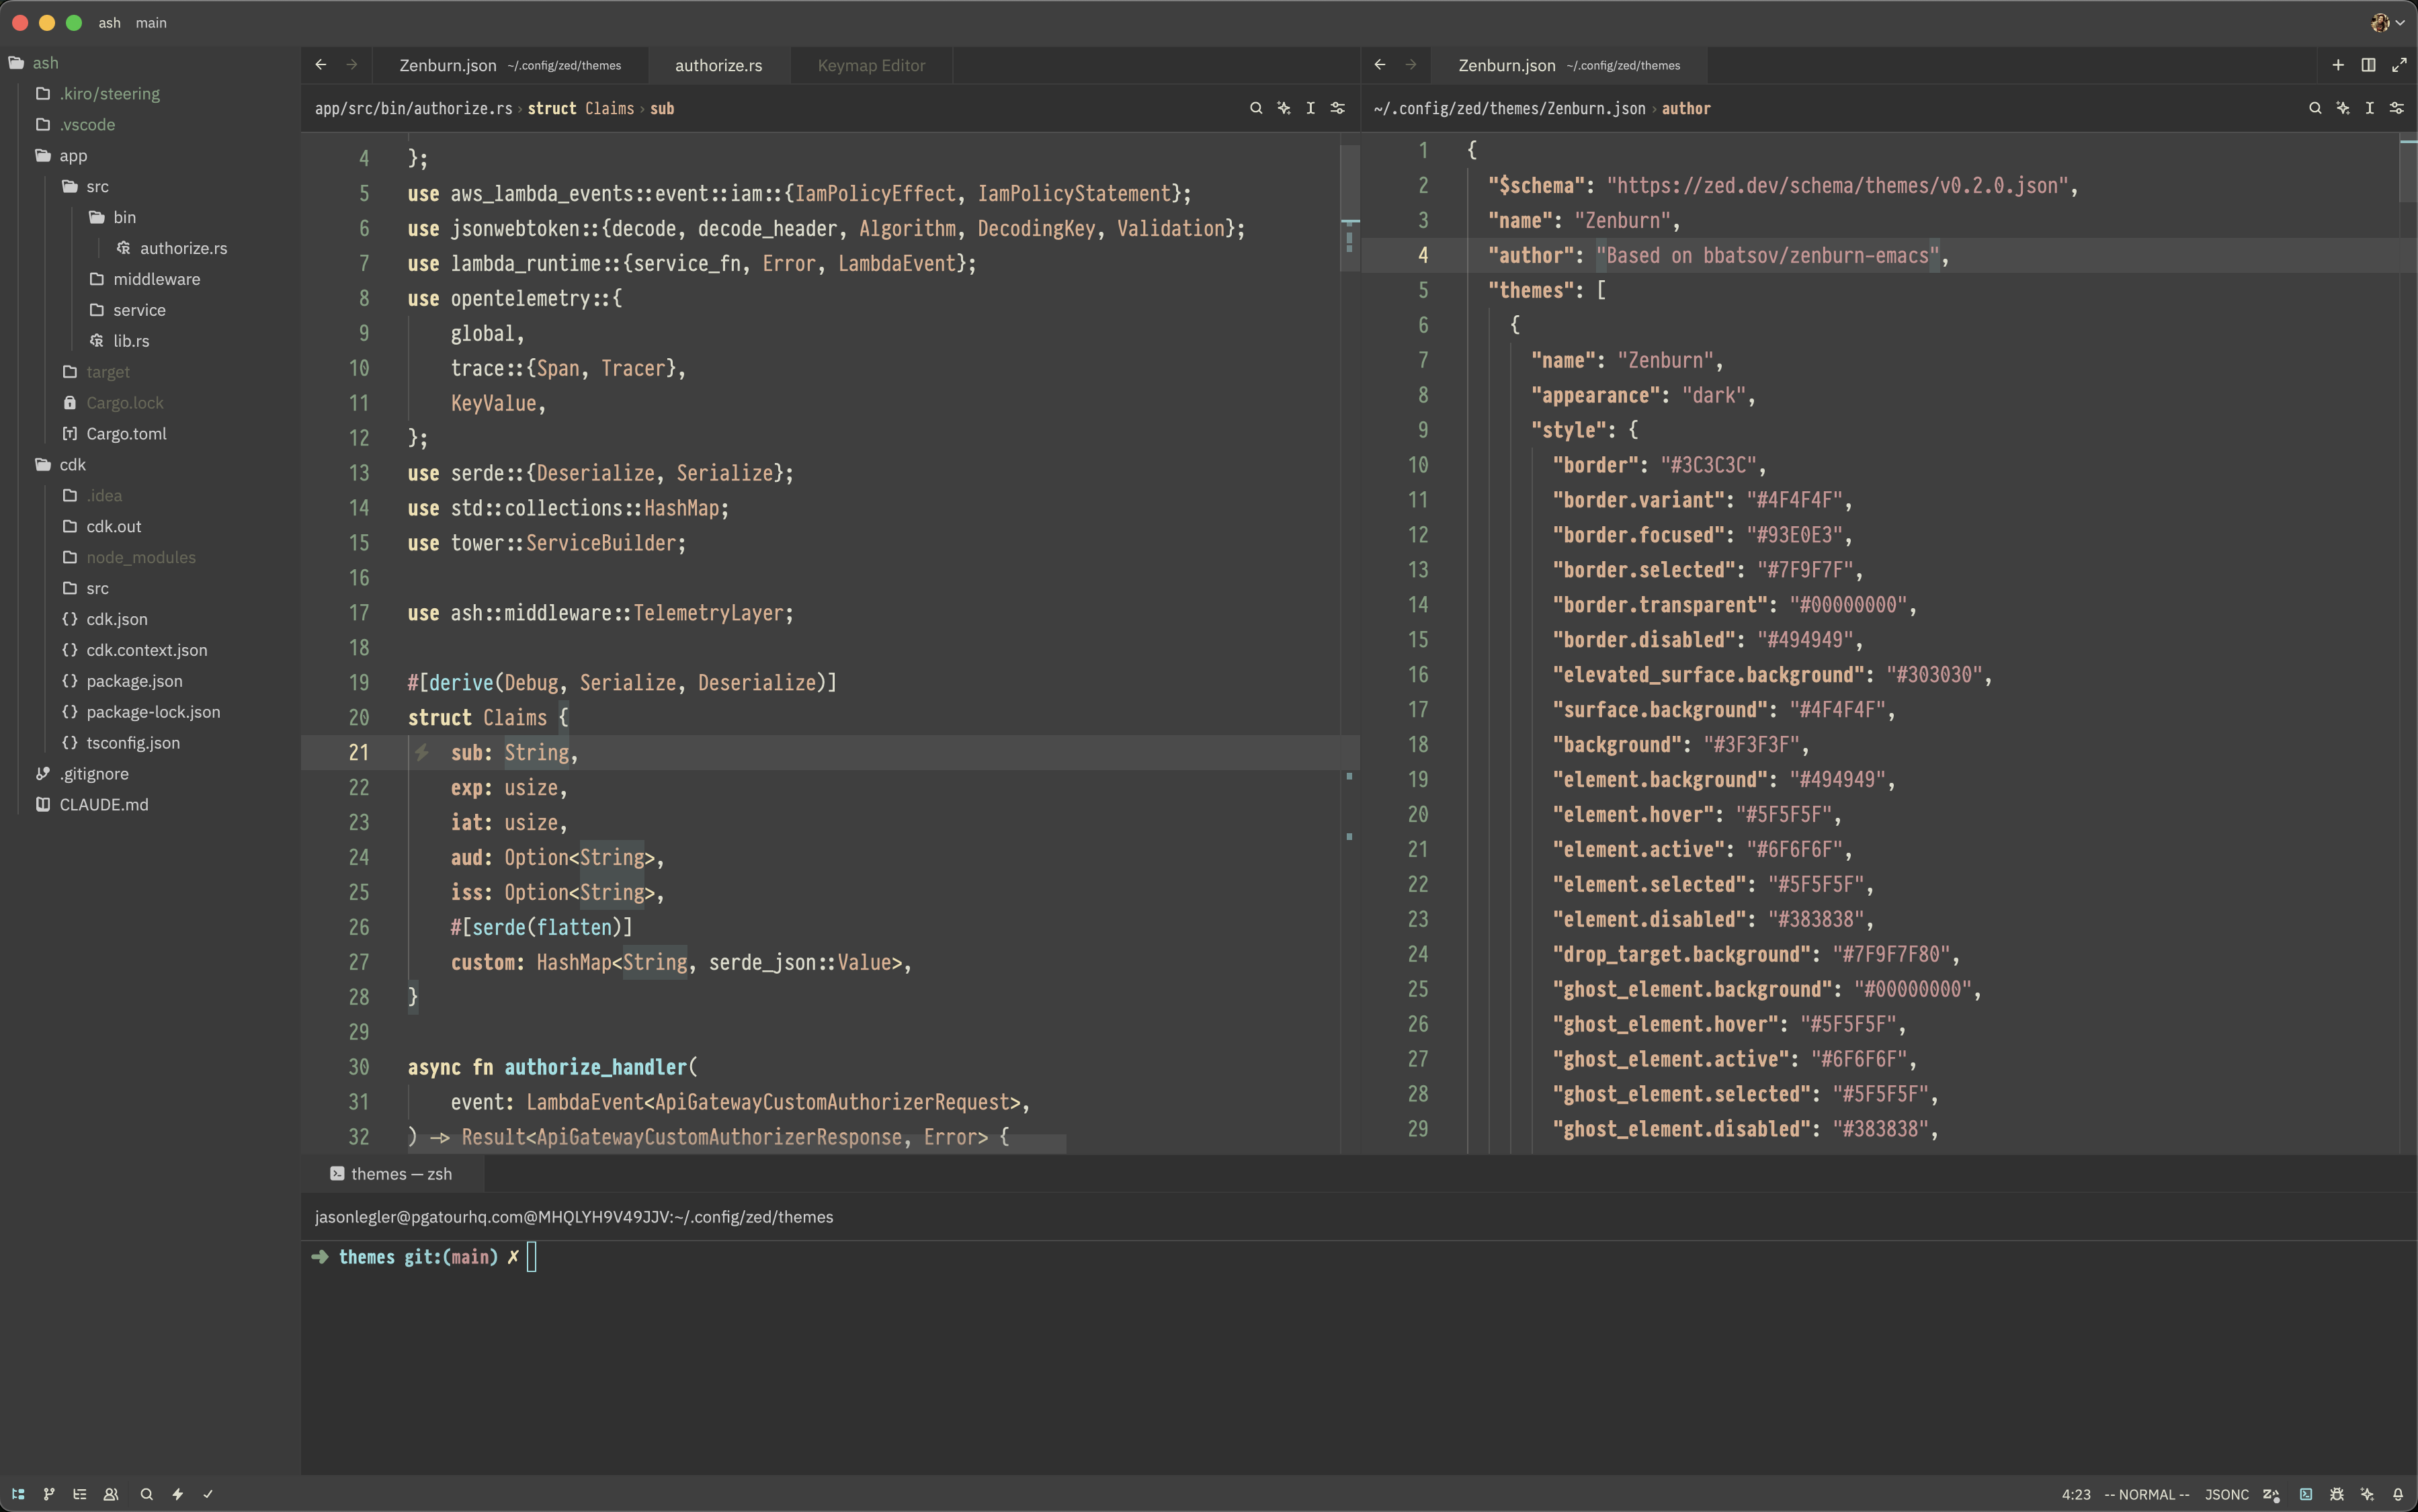 ash main
ash
.kiro/steering
.vscode
app
src
bin
authorize.rs
middleware
service
lib.rs
target
Cargo.lock
Cargo.toml
cdk
.idea
cdk.out
node_modules
src
cdk.json
cdk.context.json
package.json
package-lock.json
tsconfig.json
.gitignore
CLAUDE.md
Zenburn.json ~/.config/zed/themes authorize.rs Keymap Editor
app/src/bin/authorize.rs › struct Claims › sub
4 };
5 use aws_lambda_events::event::iam::{IamPolicyEffect, IamPolicyStatement};
6 use jsonwebtoken::{decode, decode_header, Algorithm, DecodingKey, Validation};
7 use lambda_runtime::{service_fn, Error, LambdaEvent};
8 use opentelemetry::{
9 global,
10 trace::{Span, Tracer},
11 KeyValue,
12 };
13 use serde::{Deserialize, Serialize};
14 use std::collections::HashMap;
15 use tower::ServiceBuilder;
16
17 use ash::middleware::TelemetryLayer;
18
19 #[derive(Debug, Serialize, Deserialize)]
20 struct Claims {
21 sub: String,
22 exp: usize,
23 iat: usize,
24 aud: Option<String>,
25 iss: Option<String>,
26 #[serde(flatten)]
27 custom: HashMap<String, serde_json::Value>,
28 }
29
30 async fn authorize_handler(
31 event: LambdaEvent<ApiGatewayCustomAuthorizerRequest>,
32 ) -> Result<ApiGatewayCustomAuthorizerResponse, Error> {
Zenburn.json ~/.config/zed/themes
~/.config/zed/themes/Zenburn.json › author
1 {
2 "$schema": "https://zed.dev/schema/themes/v0.2.0.json",
3 "name": "Zenburn",
4 "author": "Based on bbatsov/zenburn-emacs",
5 "themes": [
6 {
7 "name": "Zenburn",
8 "appearance": "dark",
9 "style": {
10 "border": "#3C3C3C",
11 "border.variant": "#4F4F4F",
12 "border.focused": "#93E0E3",
13 "border.selected": "#7F9F7F",
14 "border.transparent": "#00000000",
15 "border.disabled": "#494949",
16 "elevated_surface.background": "#303030",
17 "surface.background": "#4F4F4F",
18 "background": "#3F3F3F",
19 "element.background": "#494949",
20 "element.hover": "#5F5F5F",
21 "element.active": "#6F6F6F",
22 "element.selected": "#5F5F5F",
23 "element.disabled": "#383838",
24 "drop_target.background": "#7F9F7F80",
25 "ghost_element.background": "#00000000",
26 "ghost_element.hover": "#5F5F5F",
27 "ghost_element.active": "#6F6F6F",
28 "ghost_element.selected": "#5F5F5F",
29 "ghost_element.disabled": "#383838",
themes — zsh
jasonlegler@pgatourhq.com@MHQLYH9V49JJV:~/.config/zed/themes
➜ themes git:(main) ✗
4:23 -- NORMAL -- JSONC